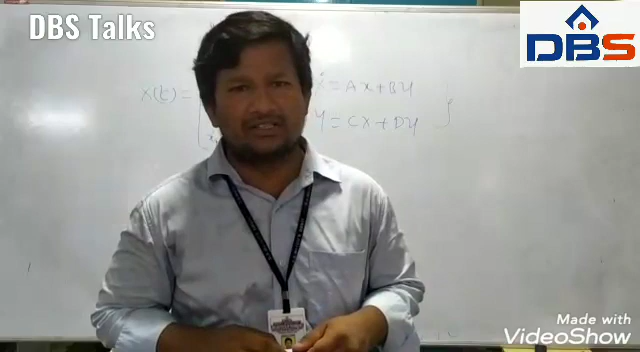 DBS Talks
DBS
x(t) =
= Ax + BU
y = Cx + DU
Made with
VideoShow